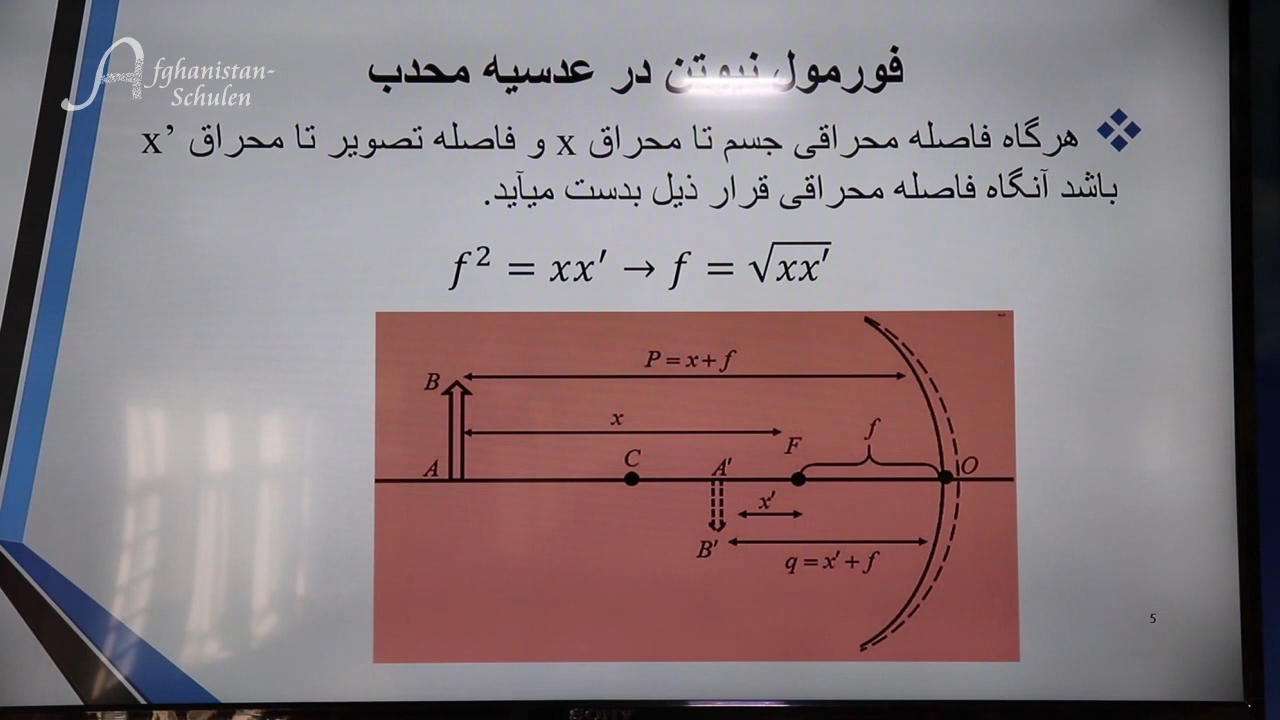 Afghanistan-
Schulen
فورمول نیوتن در عدسیه محدب
هرگاه فاصله محراقی جسم تا محراق x و فاصله تصویر تا محراق x’
باشد آنگاه فاصله محراقی قرار ذیل بدست میآید.
f² = xx′ → f = √xx′
P = x + f
B
x
f
F
A
C
A′
O
x′
B′
q = x′ + f
5